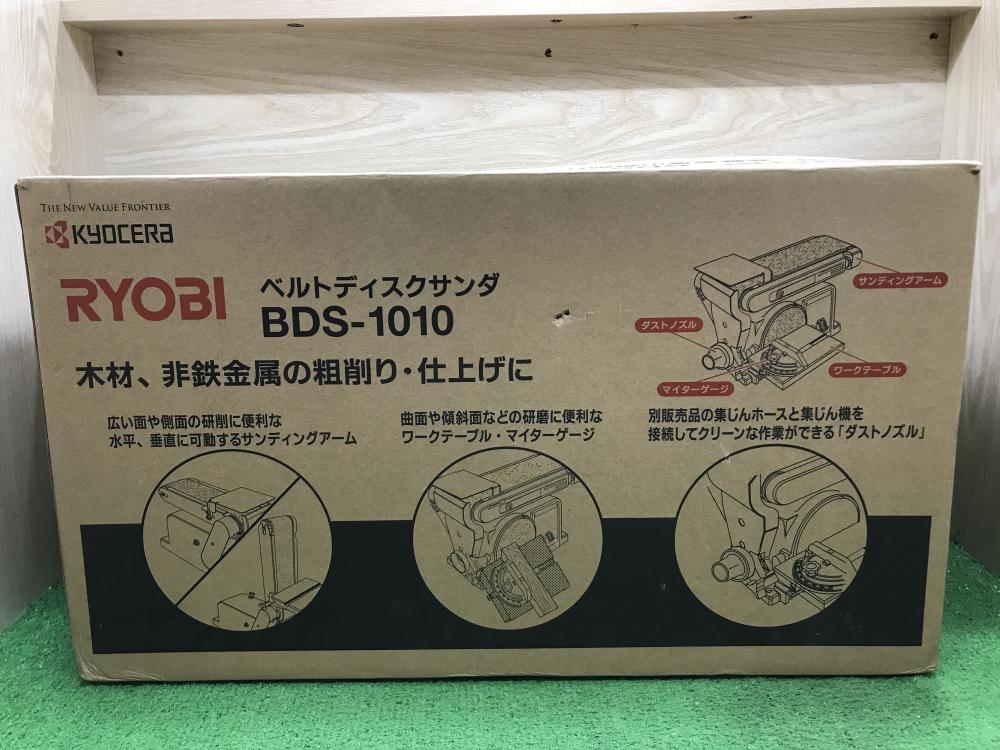 THE NEW VALUE FRONTIER
KYOCERA
RYOBI
ベルトディスクサンダ
BDS-1010
木材、非鉄金属の粗削り・仕上げに
サンディングアーム
ダストノズル
ワークテーブル
マイターゲージ
広い面や側面の研削に便利な
水平、垂直に可動するサンディングアーム
曲面や傾斜面などの研磨に便利な
ワークテーブル・マイターゲージ
別販売品の集じんホースと集じん機を
接続してクリーンな作業ができる「ダストノズル」